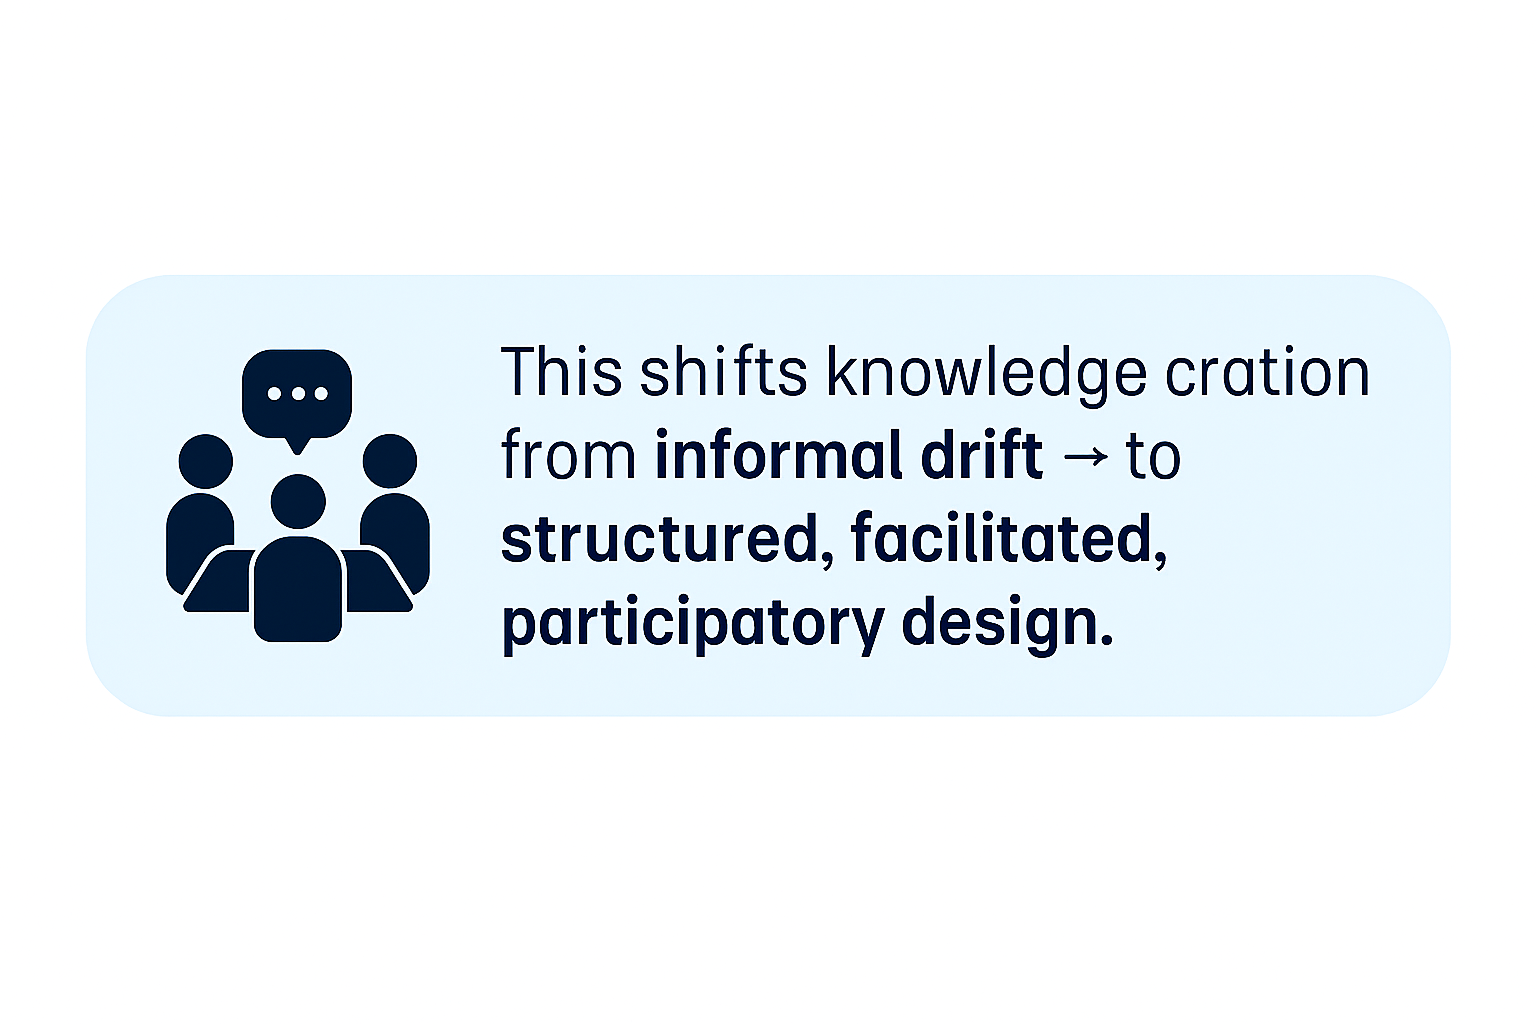 This shifts knowledge cration
from informal drift → to
structured, facilitated,
participatory design.